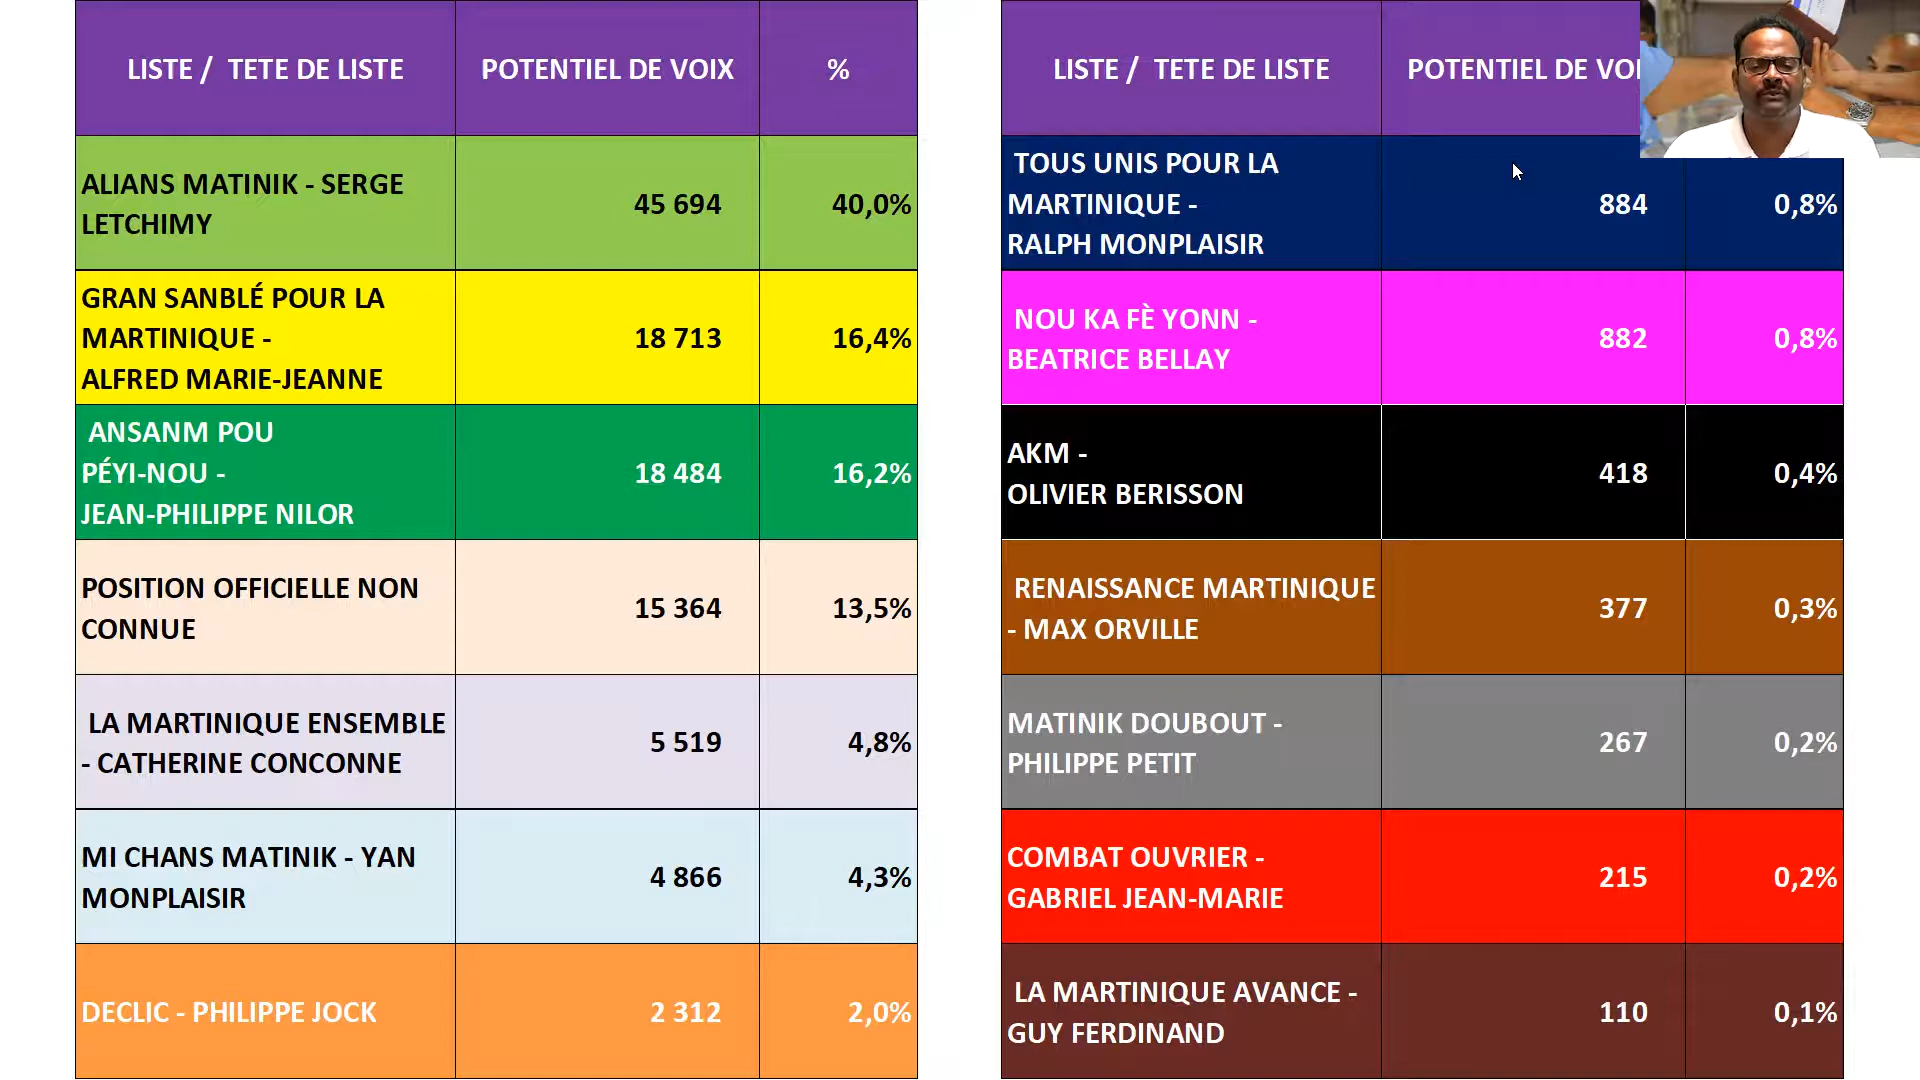 LISTE / TETE DE LISTE POTENTIEL DE VOIX %
ALIANS MATINIK - SERGE
LETCHIMY
45 694 40,0%
GRAN SANBLÉ POUR LA
MARTINIQUE -
ALFRED MARIE-JEANNE
18 713 16,4%
ANSANM POU
PÉYI-NOU -
JEAN-PHILIPPE NILOR
18 484 16,2%
POSITION OFFICIELLE NON
CONNUE
15 364 13,5%
LA MARTINIQUE ENSEMBLE
- CATHERINE CONCONNE
5 519 4,8%
MI CHANS MATINIK - YAN
MONPLAISIR
4 866 4,3%
DECLIC - PHILIPPE JOCK 2 312 2,0%
LISTE / TETE DE LISTE POTENTIEL DE VOI
TOUS UNIS POUR LA
MARTINIQUE -
RALPH MONPLAISIR
884 0,8%
NOU KA FÈ YONN -
BEATRICE BELLAY
882 0,8%
AKM -
OLIVIER BERISSON
418 0,4%
RENAISSANCE MARTINIQUE
- MAX ORVILLE
377 0,3%
MATINIK DOUBOUT -
PHILIPPE PETIT
267 0,2%
COMBAT OUVRIER -
GABRIEL JEAN-MARIE
215 0,2%
LA MARTINIQUE AVANCE -
GUY FERDINAND
110 0,1%